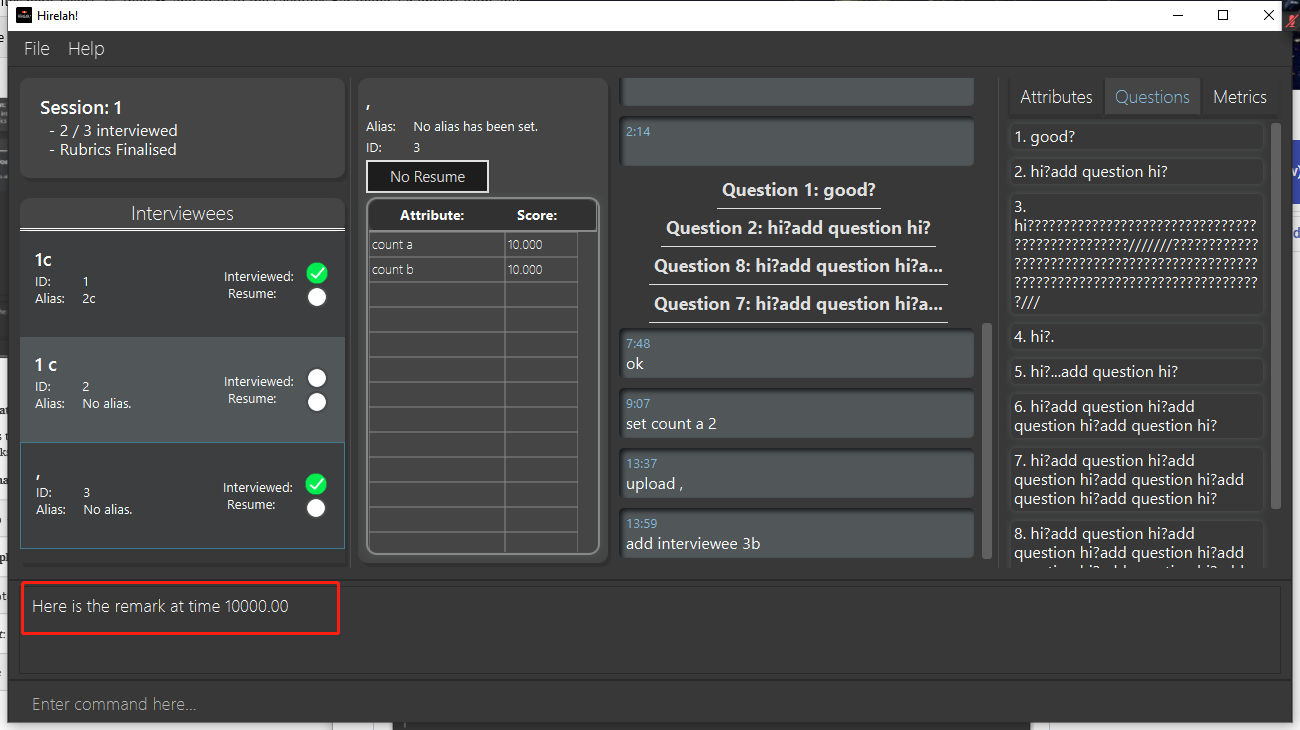 Hirelah!
File Help
Session: 1
- 2 / 3 interviewed
- Rubrics Finalised
Interviewees
1c
ID: 1
Alias: 2c
Interviewed:
Resume:
1 c
ID: 2
Alias: No alias.
Interviewed:
Resume:
,
ID: 3
Alias: No alias.
Interviewed:
Resume:
,
Alias: No alias has been set.
ID: 3
No Resume
Attribute: Score:
count a 10.000
count b 10.000
2:14
Question 1: good?
Question 2: hi?add question hi?
Question 8: hi?add question hi?a...
Question 7: hi?add question hi?a...
7:48
ok
9:07
set count a 2
13:37
upload ,
13:59
add interviewee 3b
Attributes Questions Metrics
1. good?
2. hi?add question hi?
3.
hi????????????????????????????????
????????????????///////????????????
??????????????????????????????????
??????????????????????????????????
?///
4. hi?.
5. hi?...add question hi?
6. hi?add question hi?add
question hi?add question hi?
7. hi?add question hi?add
question hi?add question hi?add
question hi?add question hi?
8. hi?add question hi?add
question hi?add question hi?add
Here is the remark at time 10000.00
Enter command here...